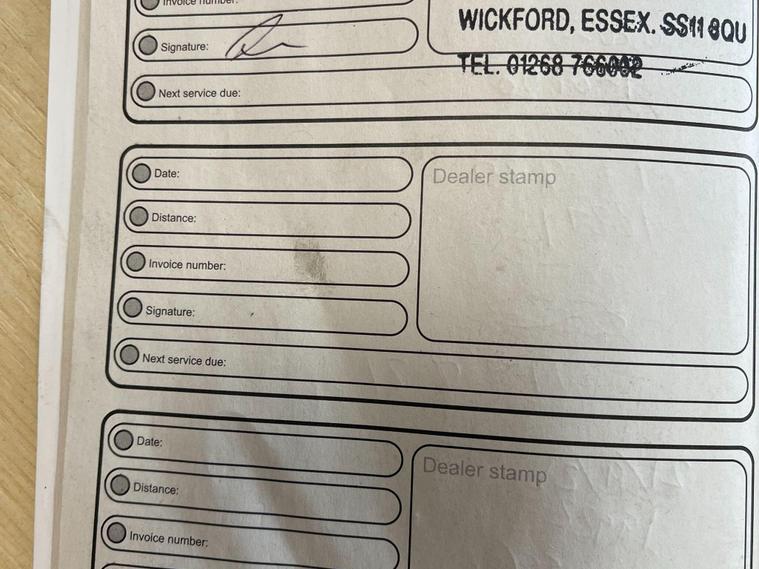 Invoice number:
WICKFORD, ESSEX. SS11 8QU
Signature:
TEL. 01268 766002
Next service due:
Date:
Dealer stamp
Distance:
Invoice number:
Signature:
Next service due:
Date:
Dealer stamp
Distance:
Invoice number: